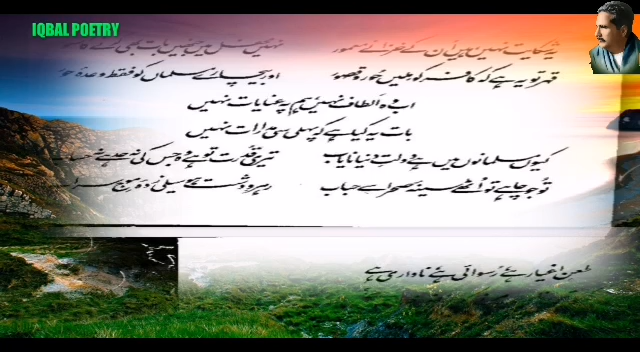 IQBAL POETRY
یہ شکایت نہیں ہیں ان کے خزانے معمور نہیں محفل میں جنھیں بات بھی کرنے کا
قہر تو یہ ہے کہ کافر کو ملیں حور و قصور اور بیچارے مسلماں کو فقط وعدۂ حور
اب وہ الطاف نہیں ہم پہ عنایات نہیں
بات یہ کیا ہے کہ پہلی سی مدارات نہیں
کیوں مسلمانوں میں ہے دولتِ دنیا نایاب تیری قدرت تو ہے وہ جس کی نہ حد ہے نہ حساب
تو جو چاہے تو اٹھے سینۂ صحرا سے حباب رہروِ دشت ہو سیلی زدۂ موجِ سراب
طعنِ اغیار ہے رسوائی ہے ناداری ہے